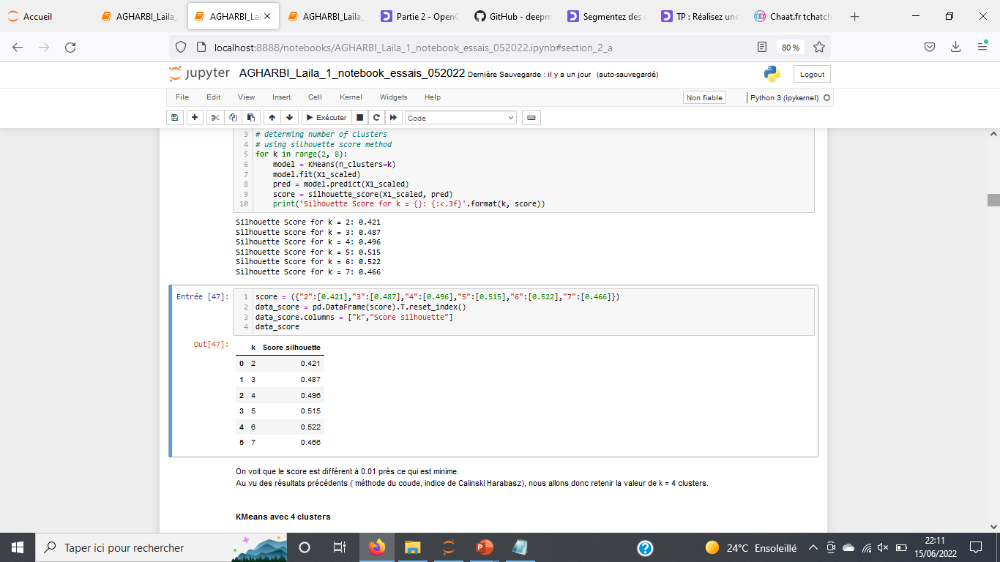 Accueil
AGHARBI_Laila_
AGHARBI_Lai
AGHARBI_Laila_
Partie 2 - OpenC
GitHub - deepm
Segmentez des
TP : Réalisez une
Chaat.fr tchatch
localhost:8888/notebooks/AGHARBI_Laila_1_notebook_essais_052022.ipynb#section_2_a
80 %
jupyter AGHARBI_Laila_1_notebook_essais_052022 Dernière Sauvegarde : il y a un jour (auto-sauvegardé)
Logout
File Edit View Insert Cell Kernel Widgets Help
Non fiable
Python 3 (ipykernel)
Exécuter
Code
3 # determing number of clusters
4 # using silhouette score method
5 for k in range(2, 8):
6 model = KMeans(n_clusters=k)
7 model.fit(X1_scaled)
8 pred = model.predict(X1_scaled)
9 score = silhouette_score(X1_scaled, pred)
10 print('Silhouette Score for k = {}: {:<.3f}'.format(k, score))
Silhouette Score for k = 2: 0.421
Silhouette Score for k = 3: 0.487
Silhouette Score for k = 4: 0.496
Silhouette Score for k = 5: 0.515
Silhouette Score for k = 6: 0.522
Silhouette Score for k = 7: 0.466
Entrée [47]:
1 score = ({"2":[0.421],"3":[0.487],"4":[0.496],"5":[0.515],"6":[0.522],"7":[0.466]})
2 data_score = pd.DataFrame(score).T.reset_index()
3 data_score.columns = ["k","Score silhouette"]
4 data_score
Out[47]:
k Score silhouette
0 2 0.421
1 3 0.487
2 4 0.496
3 5 0.515
4 6 0.522
5 7 0.466
On voit que le score est différent à 0.01 près ce qui est minime.
Au vu des résultats précédents ( méthode du coude, indice de Calinski Harabasz), nous allons donc retenir la valeur de k = 4 clusters.
KMeans avec 4 clusters
Taper ici pour rechercher
24°C Ensoleillé
22:11
15/06/2022